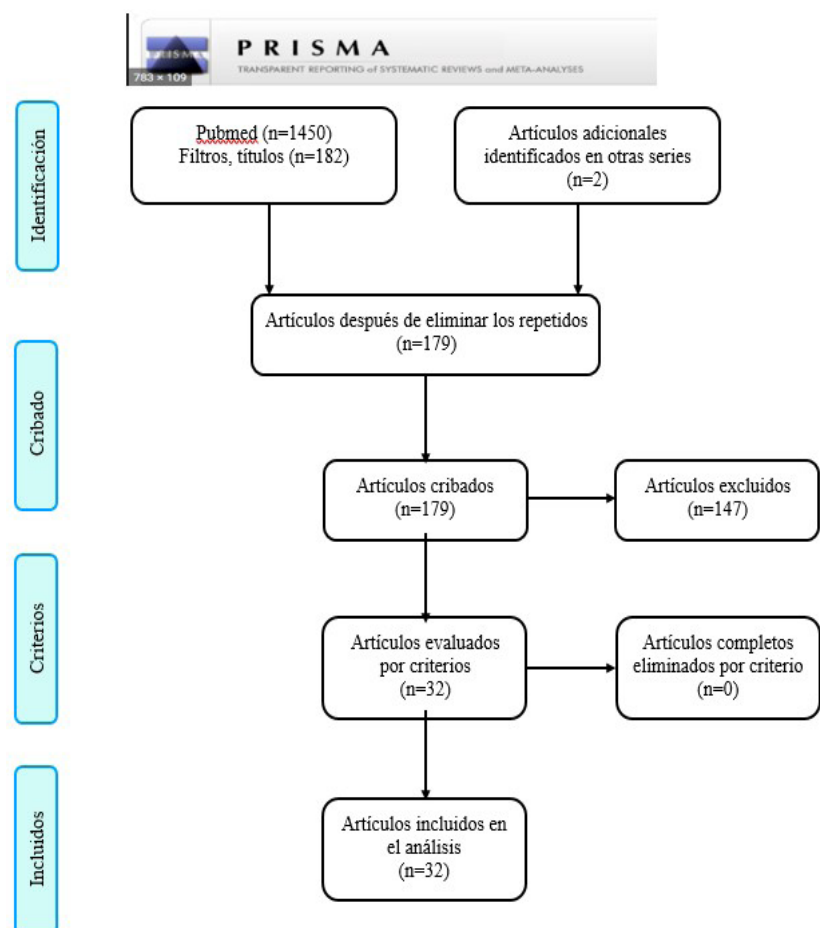 PRISMA
PRISMA
TRANSPARENT REPORTING of SYSTEMATIC REVIEWS and META-ANALYSES
783 × 109
Identificación
Pubmed (n=1450)
Filtros, títulos (n=182)
Artículos adicionales
identificados en otras series
(n=2)
Artículos después de eliminar los repetidos
(n=179)
Cribado
Artículos cribados
(n=179)
Artículos excluidos
(n=147)
Criterios
Artículos evaluados
por criterios
(n=32)
Artículos completos
eliminados por criterio
(n=0)
Incluidos
Artículos incluidos en
el análisis
(n=32)